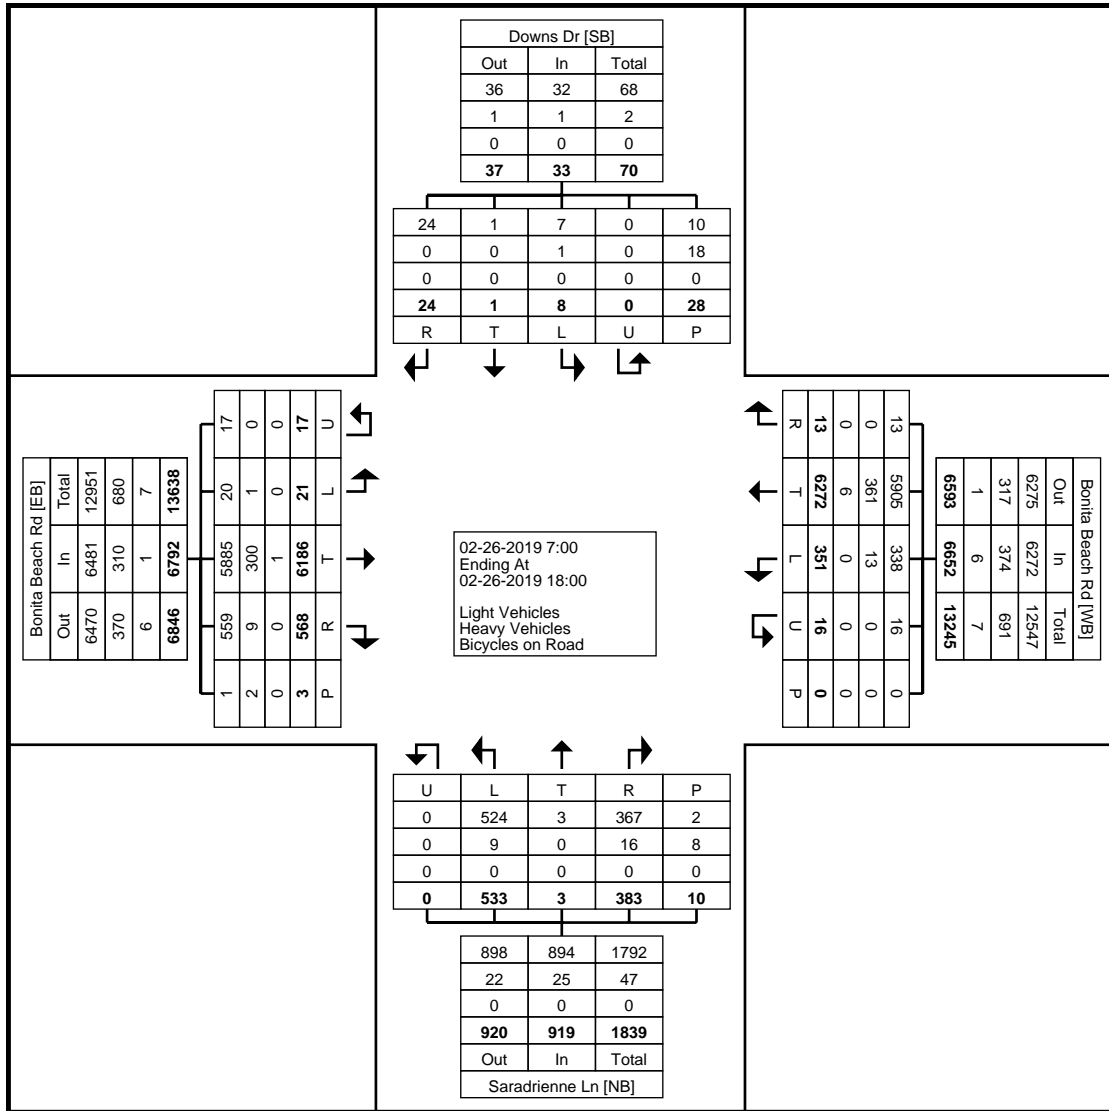 Downs Dr [SB]
Out In Total
36 32 68
1 1 2
0 0 0
37 33 70
24 1 7 0 10
0 0 1 0 18
0 0 0 0 0
24 1 8 0 28
R T L U P
Bonita Beach Rd [EB]
Total 12951 680 7 13638
In 6481 310 1 6792
Out 6470 370 6 6846
17 0 0 17 U
20 1 0 21 L
5885 300 1 6186 T
559 9 0 568 R
1 2 0 3 P
02-26-2019 7:00
Ending At
02-26-2019 18:00
Light Vehicles
Heavy Vehicles
Bicycles on Road
R 13 0 0 13
T 6272 6 361 5905
L 351 0 13 338
U 16 0 0 16
P 0 0 0 0
Bonita Beach Rd [WB]
6593 1 317 6275 Out
6652 6 374 6272 In
13245 7 691 12547 Total
U L T R P
0 524 3 367 2
0 9 0 16 8
0 0 0 0 0
0 533 3 383 10
898 894 1792
22 25 47
0 0 0
920 919 1839
Out In Total
Saradrienne Ln [NB]